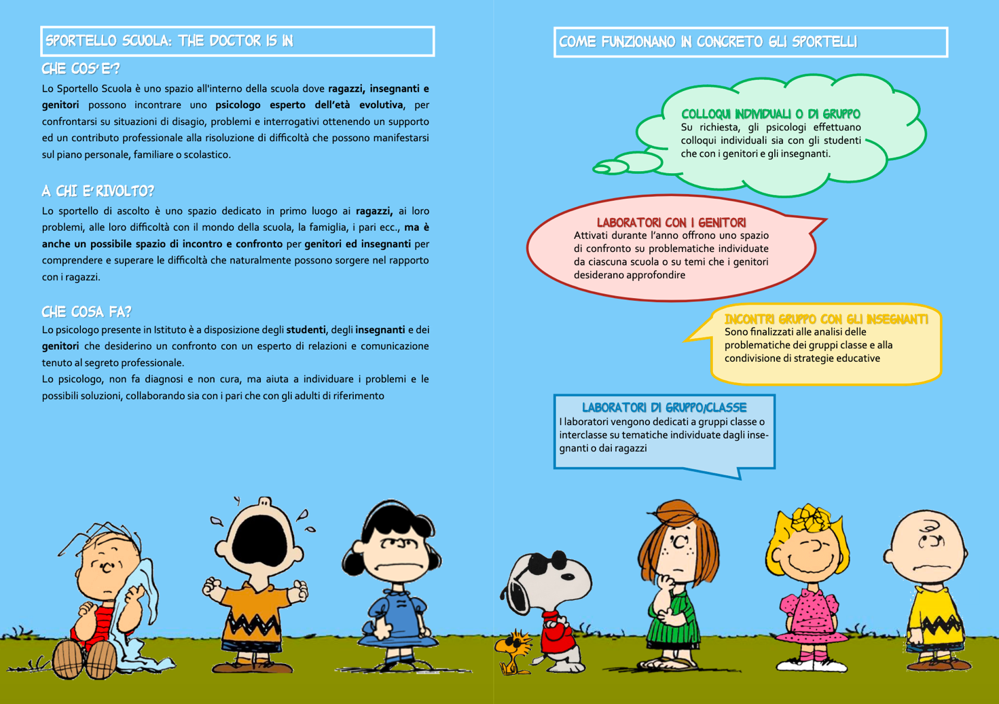 SPORTELLO SCUOLA: THE DOCTOR IS IN
CHE COS'E'?
Lo Sportello Scuola è uno spazio all'interno della scuola dove ragazzi, insegnanti e
genitori possono incontrare uno psicologo esperto dell'età evolutiva, per
confrontarsi su situazioni di disagio, problemi e interrogativi ottenendo un supporto
ed un contributo professionale alla risoluzione di difficoltà che possono manifestarsi
sul piano personale, familiare o scolastico.
A CHI E' RIVOLTO?
Lo sportello di ascolto è uno spazio dedicato in primo luogo ai ragazzi, ai loro
problemi, alle loro difficoltà con il mondo della scuola, la famiglia, i pari ecc., ma è
anche un possibile spazio di incontro e confronto per genitori ed insegnanti per
comprendere e superare le difficoltà che naturalmente possono sorgere nel rapporto
con i ragazzi.
CHE COSA FA?
Lo psicologo presente in Istituto è a disposizione degli studenti, degli insegnanti e dei
genitori che desiderino un confronto con un esperto di relazioni e comunicazione
tenuto al segreto professionale.
Lo psicologo, non fa diagnosi e non cura, ma aiuta a individuare i problemi e le
possibili soluzioni, collaborando sia con i pari che con gli adulti di riferimento
COME FUNZIONANO IN CONCRETO GLI SPORTELLI
COLLOQUI INDIVIDUALI O DI GRUPPO
Su richiesta, gli psicologi effettuano
colloqui individuali sia con gli studenti
che con i genitori e gli insegnanti.
LABORATORI CON I GENITORI
Attivati durante l'anno offrono uno spazio
di confronto su problematiche individuate
da ciascuna scuola o su temi che i genitori
desiderano approfondire
INCONTRI GRUPPO CON GLI INSEGNANTI
Sono finalizzati alle analisi delle
problematiche dei gruppi classe e alla
condivisione di strategie educative
LABORATORI DI GRUPPO/CLASSE
I laboratori vengono dedicati a gruppi classe o
interclasse su tematiche individuate dagli inse-
gnanti o dai ragazzi